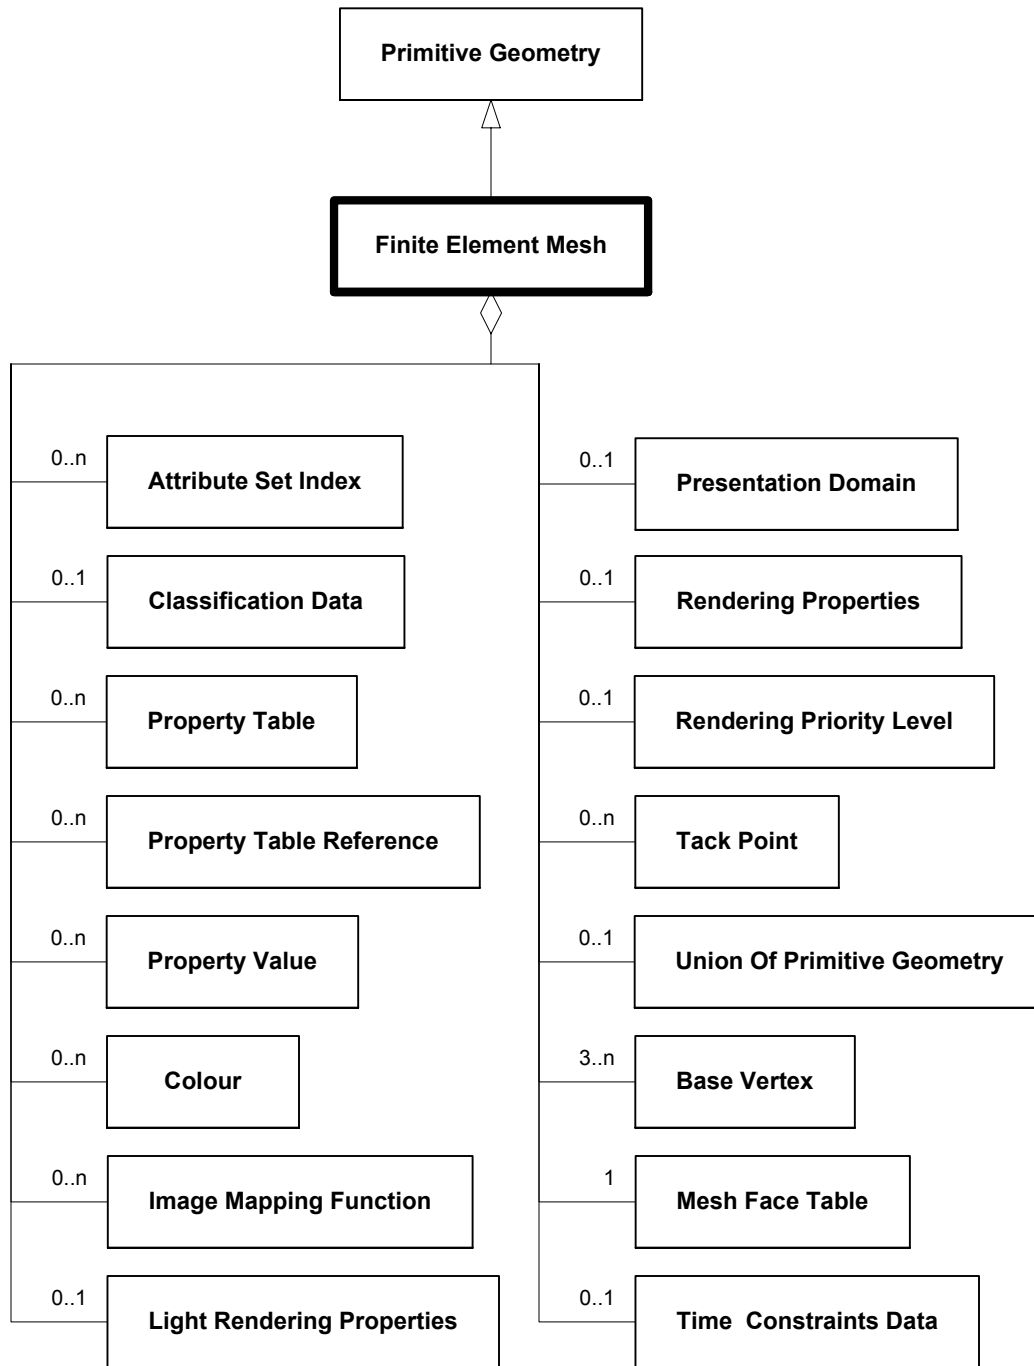 Primitive Geometry
Finite Element Mesh
0..n
Attribute Set Index
0..1
Classification Data
0..n
Property Table
0..n
Property Table Reference
0..n
Property Value
0..n
Colour
0..n
Image Mapping Function
0..1
Light Rendering Properties
0..1
Presentation Domain
0..1
Rendering Properties
0..1
Rendering Priority Level
0..n
Tack Point
0..1
Union Of Primitive Geometry
3..n
Base Vertex
1
Mesh Face Table
0..1
Time  Constraints Data